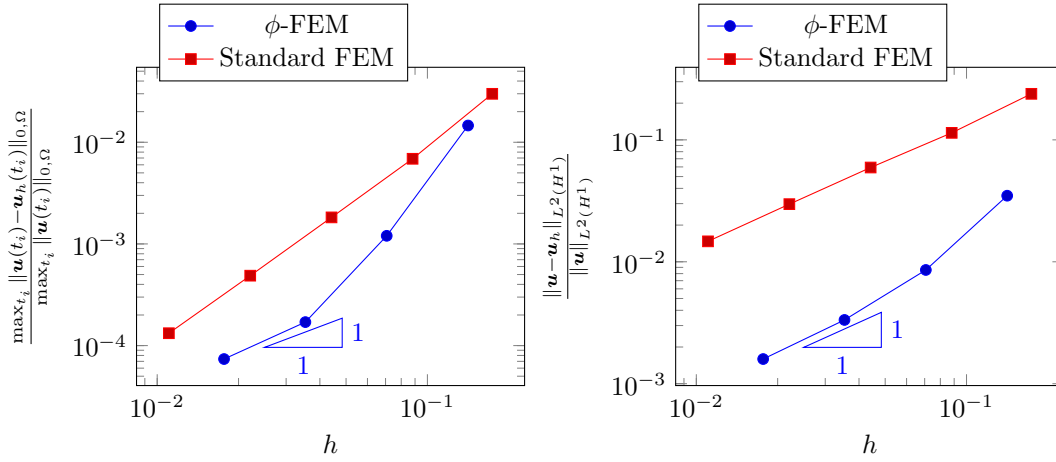 ϕ-FEM
Standard FEM
max_{t_i} ||𝒖(t_i)−𝒖_h(t_i)||_{0,Ω}
max_{t_i} ||𝒖(t_i)||_{0,Ω}
10^{−2}
10^{−3}
10^{−4}
1
1
10^{−2}
10^{−1}
h
ϕ-FEM
Standard FEM
||𝒖−𝒖_h||_{L^2(H^1)}
||𝒖||_{L^2(H^1)}
10^{−1}
10^{−2}
10^{−3}
1
1
10^{−2}
10^{−1}
h